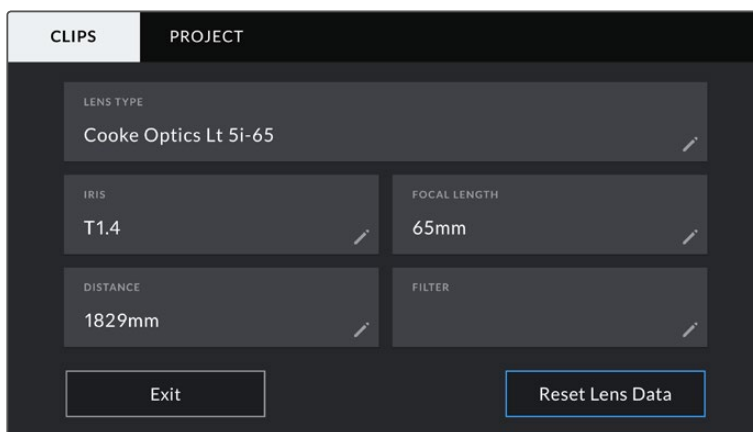 CLIPS PROJECT
LENS TYPE
Cooke Optics Lt 5i-65
IRIS FOCAL LENGTH
T1.4 65mm
DISTANCE FILTER
1829mm
Exit Reset Lens Data